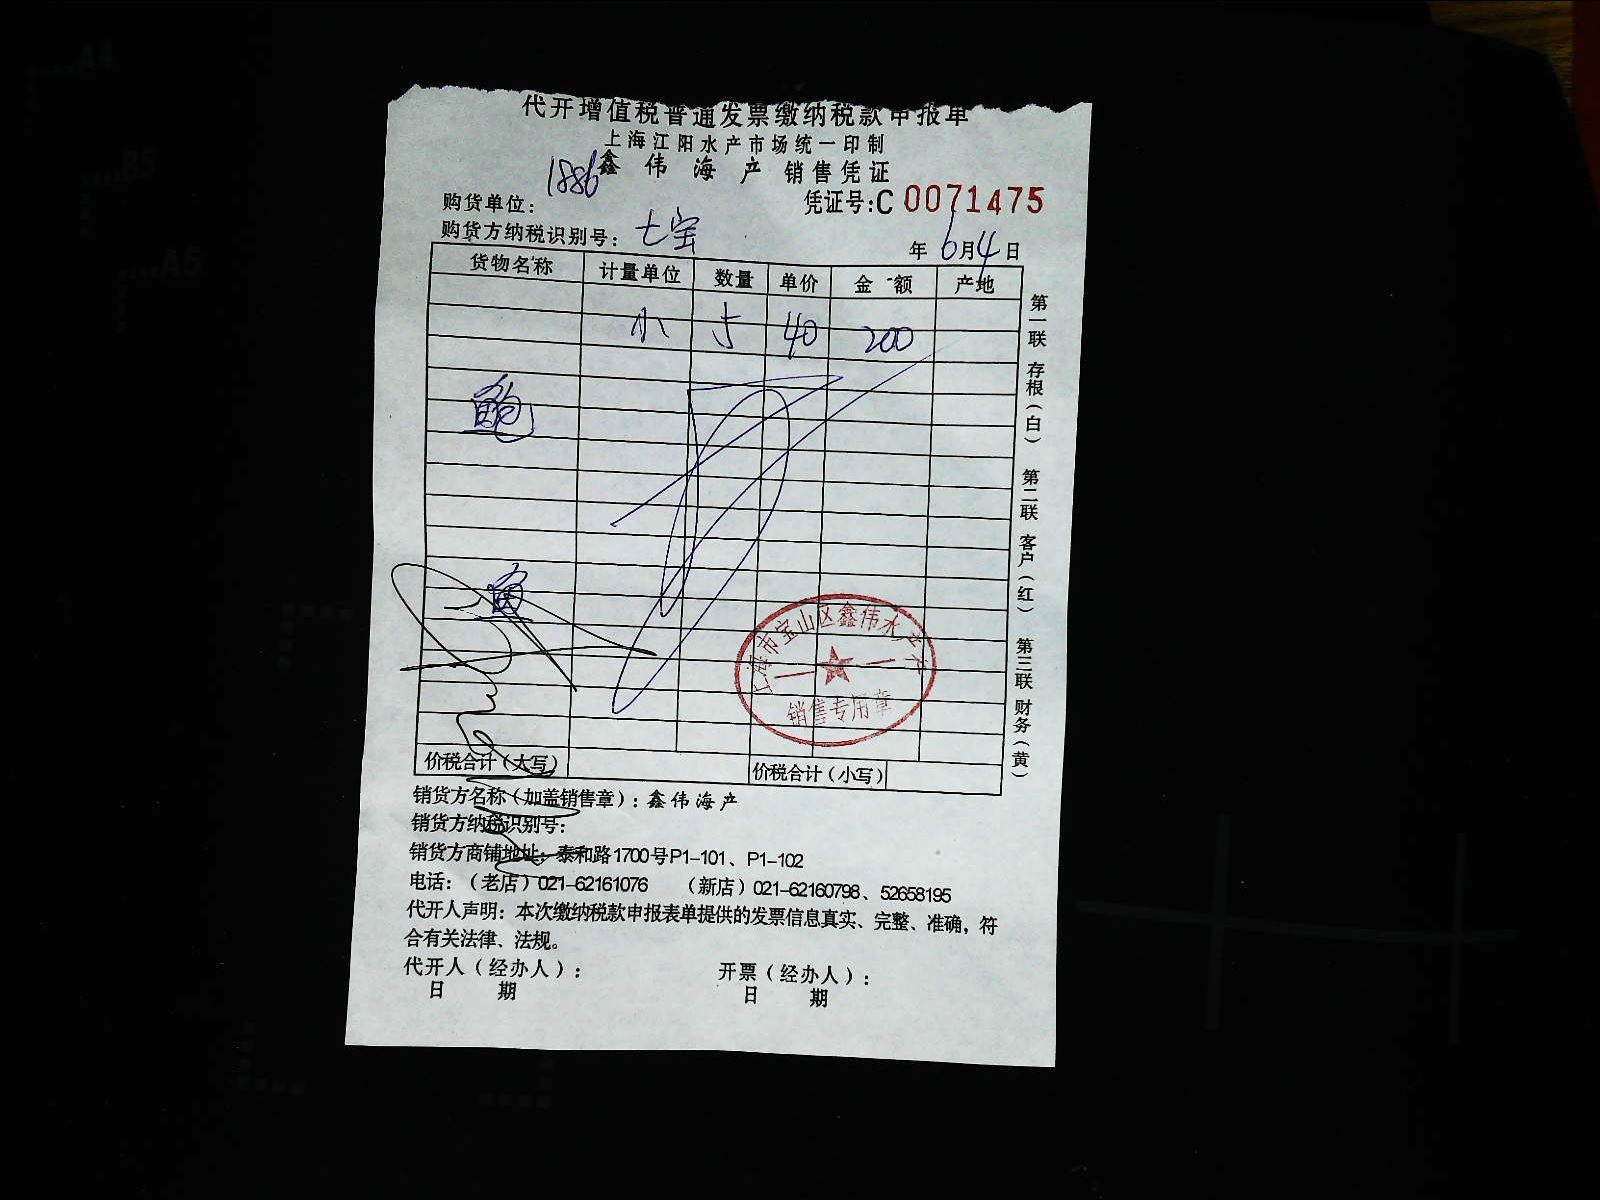 代开增值税普通发票缴纳税款申报单
上海江阳水产市场统一印制
鑫伟海产 销售凭证
1886
购货单位：
凭证号：C 0071475
购货方纳税识别号：七宝
年 6月4日
货物名称 计量单位 数量 单价 金额 产地
小 5 40 200
鲍
鱼
上海市宝山区鑫伟水产行
销售专用章
价税合计（大写） 价税合计（小写）
第一联 存根（白） 第二联 客户（红） 第三联 财务（黄）
销货方名称（加盖销售章）：鑫伟海产
销货方纳税识别号：
销货方商铺地址：泰和路1700号P1-101、P1-102
电话：（老店）021-62161076 （新店）021-62160798、52658195
代开人声明：本次缴纳税款申报表单提供的发票信息真实、完整、准确，符
合有关法律、法规。
代开人（经办人）： 开票（经办人）：
日 期 日 期
A4
B5
A5